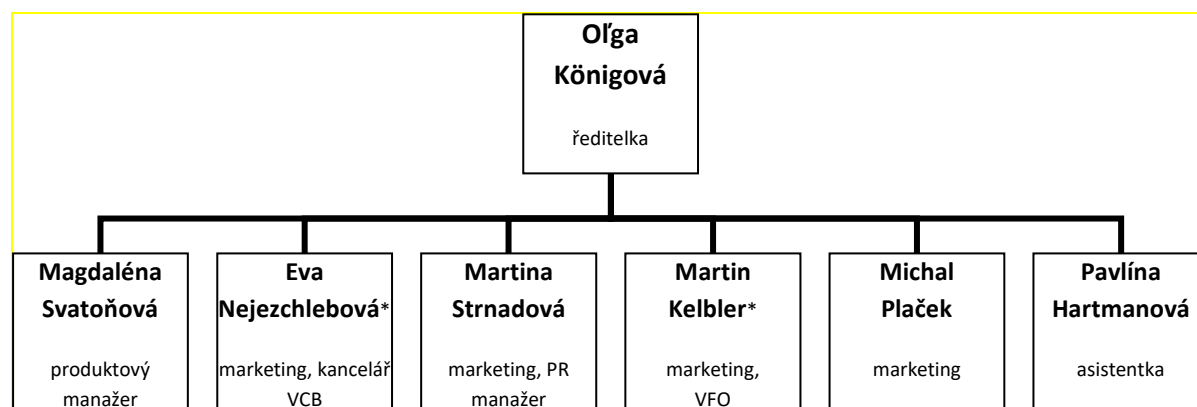 Oľga
Königová
ředitelka
Magdaléna
Svatoňová
produktový
manažer
Eva
Nejezchlebová*
marketing, kancelář
VCB
Martina
Strnadová
marketing, PR
manažer
Martin
Kelbler*
marketing,
VFO
Michal
Plaček
marketing
Pavlína
Hartmanová
asistentka